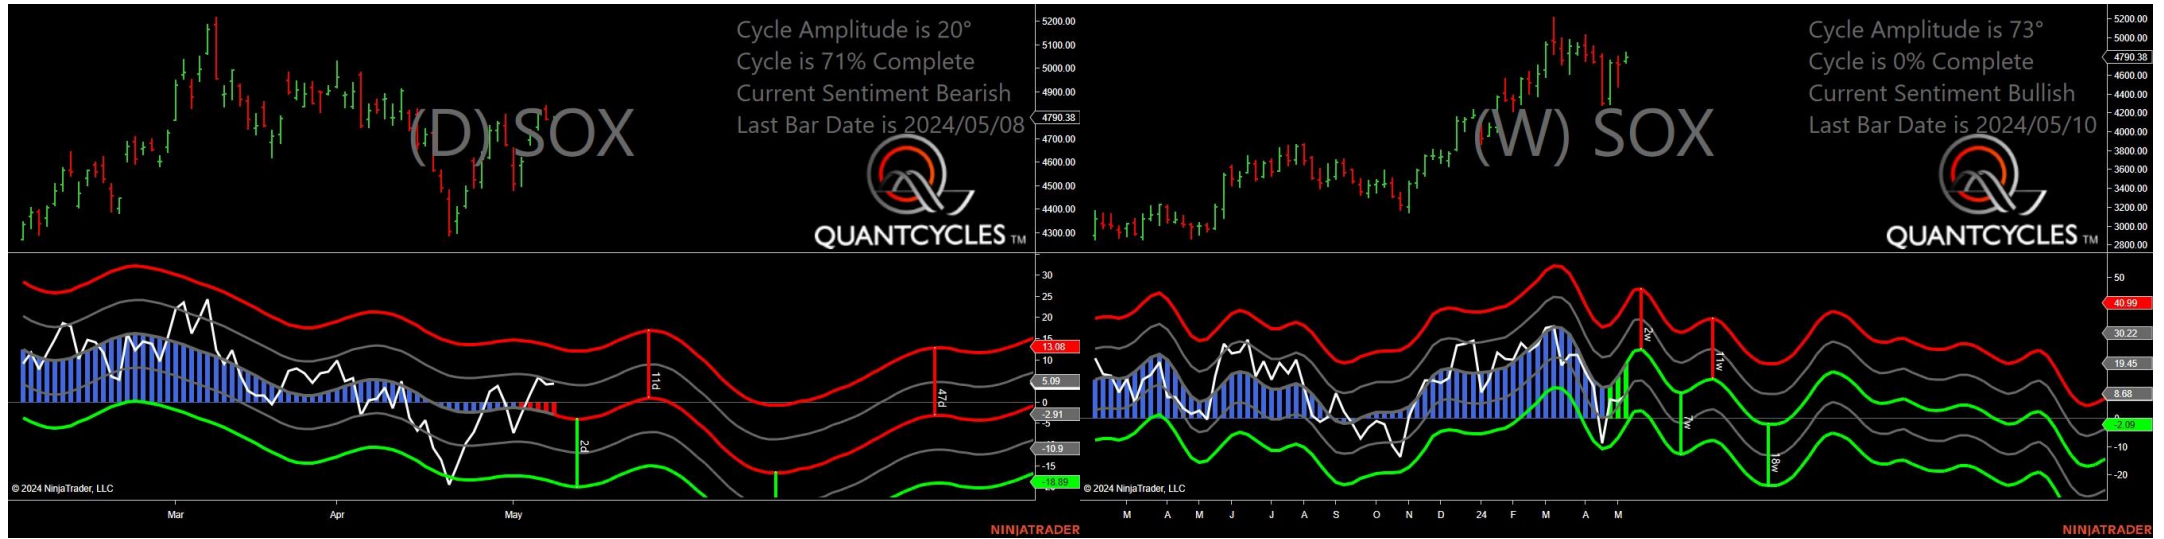 Cycle Amplitude is 20°
Cycle is 71% Complete
Current Sentiment Bearish
Last Bar Date is 2024/05/08
(D) SOX
QUANTCYCLES TM
5200.00
5100.00
5000.00
4900.00
4790.38
4700.00
4600.00
4500.00
4400.00
4300.00
30
25
20
15
13.08
10
5.09
0
-2.91
-5
-10.9
-15
-18.89
11d
47d
2d
© 2024 NinjaTrader, LLC
Mar
Apr
May
NINJATRADER
Cycle Amplitude is 73°
Cycle is 0% Complete
Current Sentiment Bullish
Last Bar Date is 2024/05/10
(W) SOX
QUANTCYCLES TM
5200.00
5000.00
4790.38
4600.00
4400.00
4200.00
4000.00
3800.00
3600.00
3400.00
3200.00
3000.00
2800.00
50
40.99
30.22
19.45
8.68
0
-2.09
-10
-20
2w
11w
7w
18w
© 2024 NinjaTrader, LLC
M A M J J A S O N D 24 F M A M
NINJATRADER